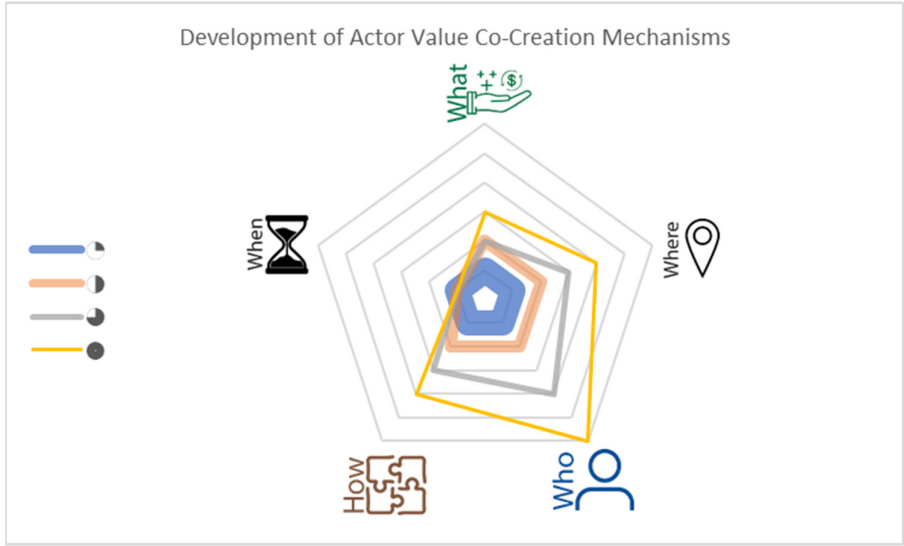 Development of Actor Value Co-Creation Mechanisms
What
$
When
Where
How
Who